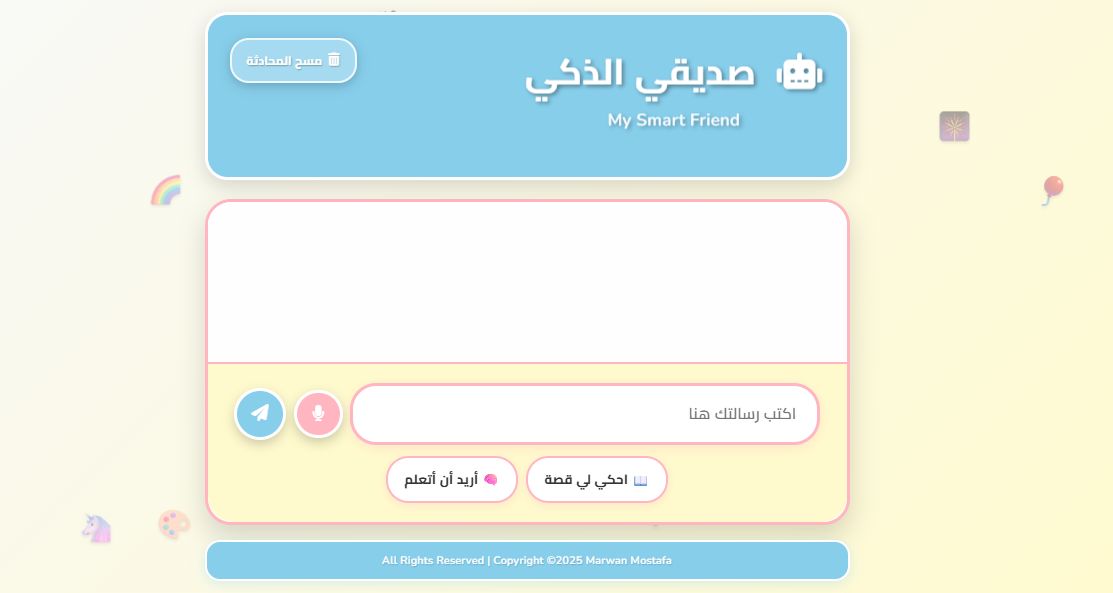 صديقي الذكي
My Smart Friend
مسح المحادثة
اكتب رسالتك هنا
احكي لي قصة
أريد أن أتعلم
All Rights Reserved | Copyright ©2025 Marwan Mostafa